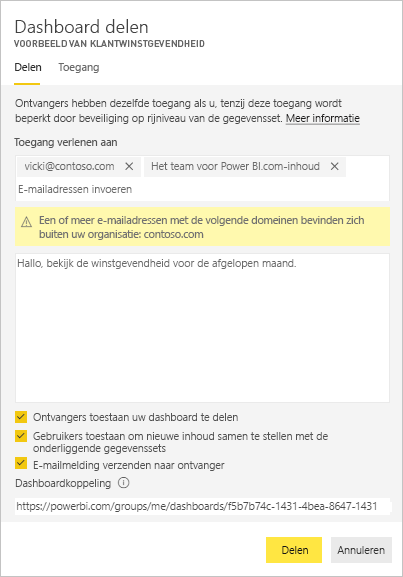 Dashboard delen
VOORBEELD VAN KLANTWINSTGEVENDHEID
Delen Toegang
Ontvangers hebben dezelfde toegang als u, tenzij deze toegang wordt
beperkt door beveiliging op rijniveau van de gegevensset. Meer informatie
Toegang verlenen aan
vicki@contoso.com Het team voor Power BI.com-inhoud
E-mailadressen invoeren
Een of meer e-mailadressen met de volgende domeinen bevinden zich
buiten uw organisatie: contoso.com
Hallo, bekijk de winstgevendheid voor de afgelopen maand.
Ontvangers toestaan uw dashboard te delen
Gebruikers toestaan om nieuwe inhoud samen te stellen met de
onderliggende gegevenssets
E-mailmelding verzenden naar ontvanger
Dashboardkoppeling
https://powerbi.com/groups/me/dashboards/f5b7b74c-1431-4bea-8647-1431
Delen Annuleren